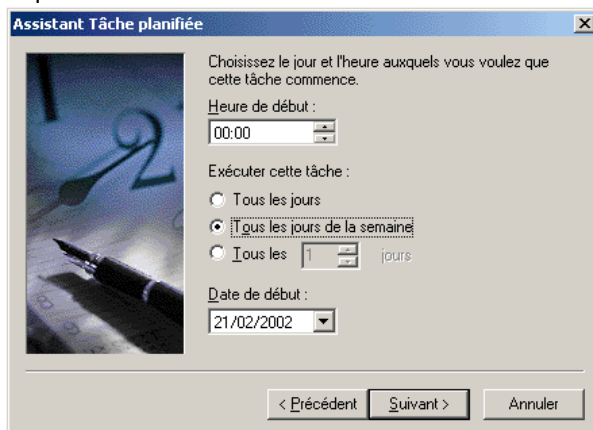 Assistant Tâche planifiée
Choisissez le jour et l'heure auxquels vous voulez que
cette tâche commence.
Heure de début :
00:00
Exécuter cette tâche :
Tous les jours
Tous les jours de la semaine
Tous les 1 jours
Date de début :
21/02/2002
< Précédent Suivant > Annuler